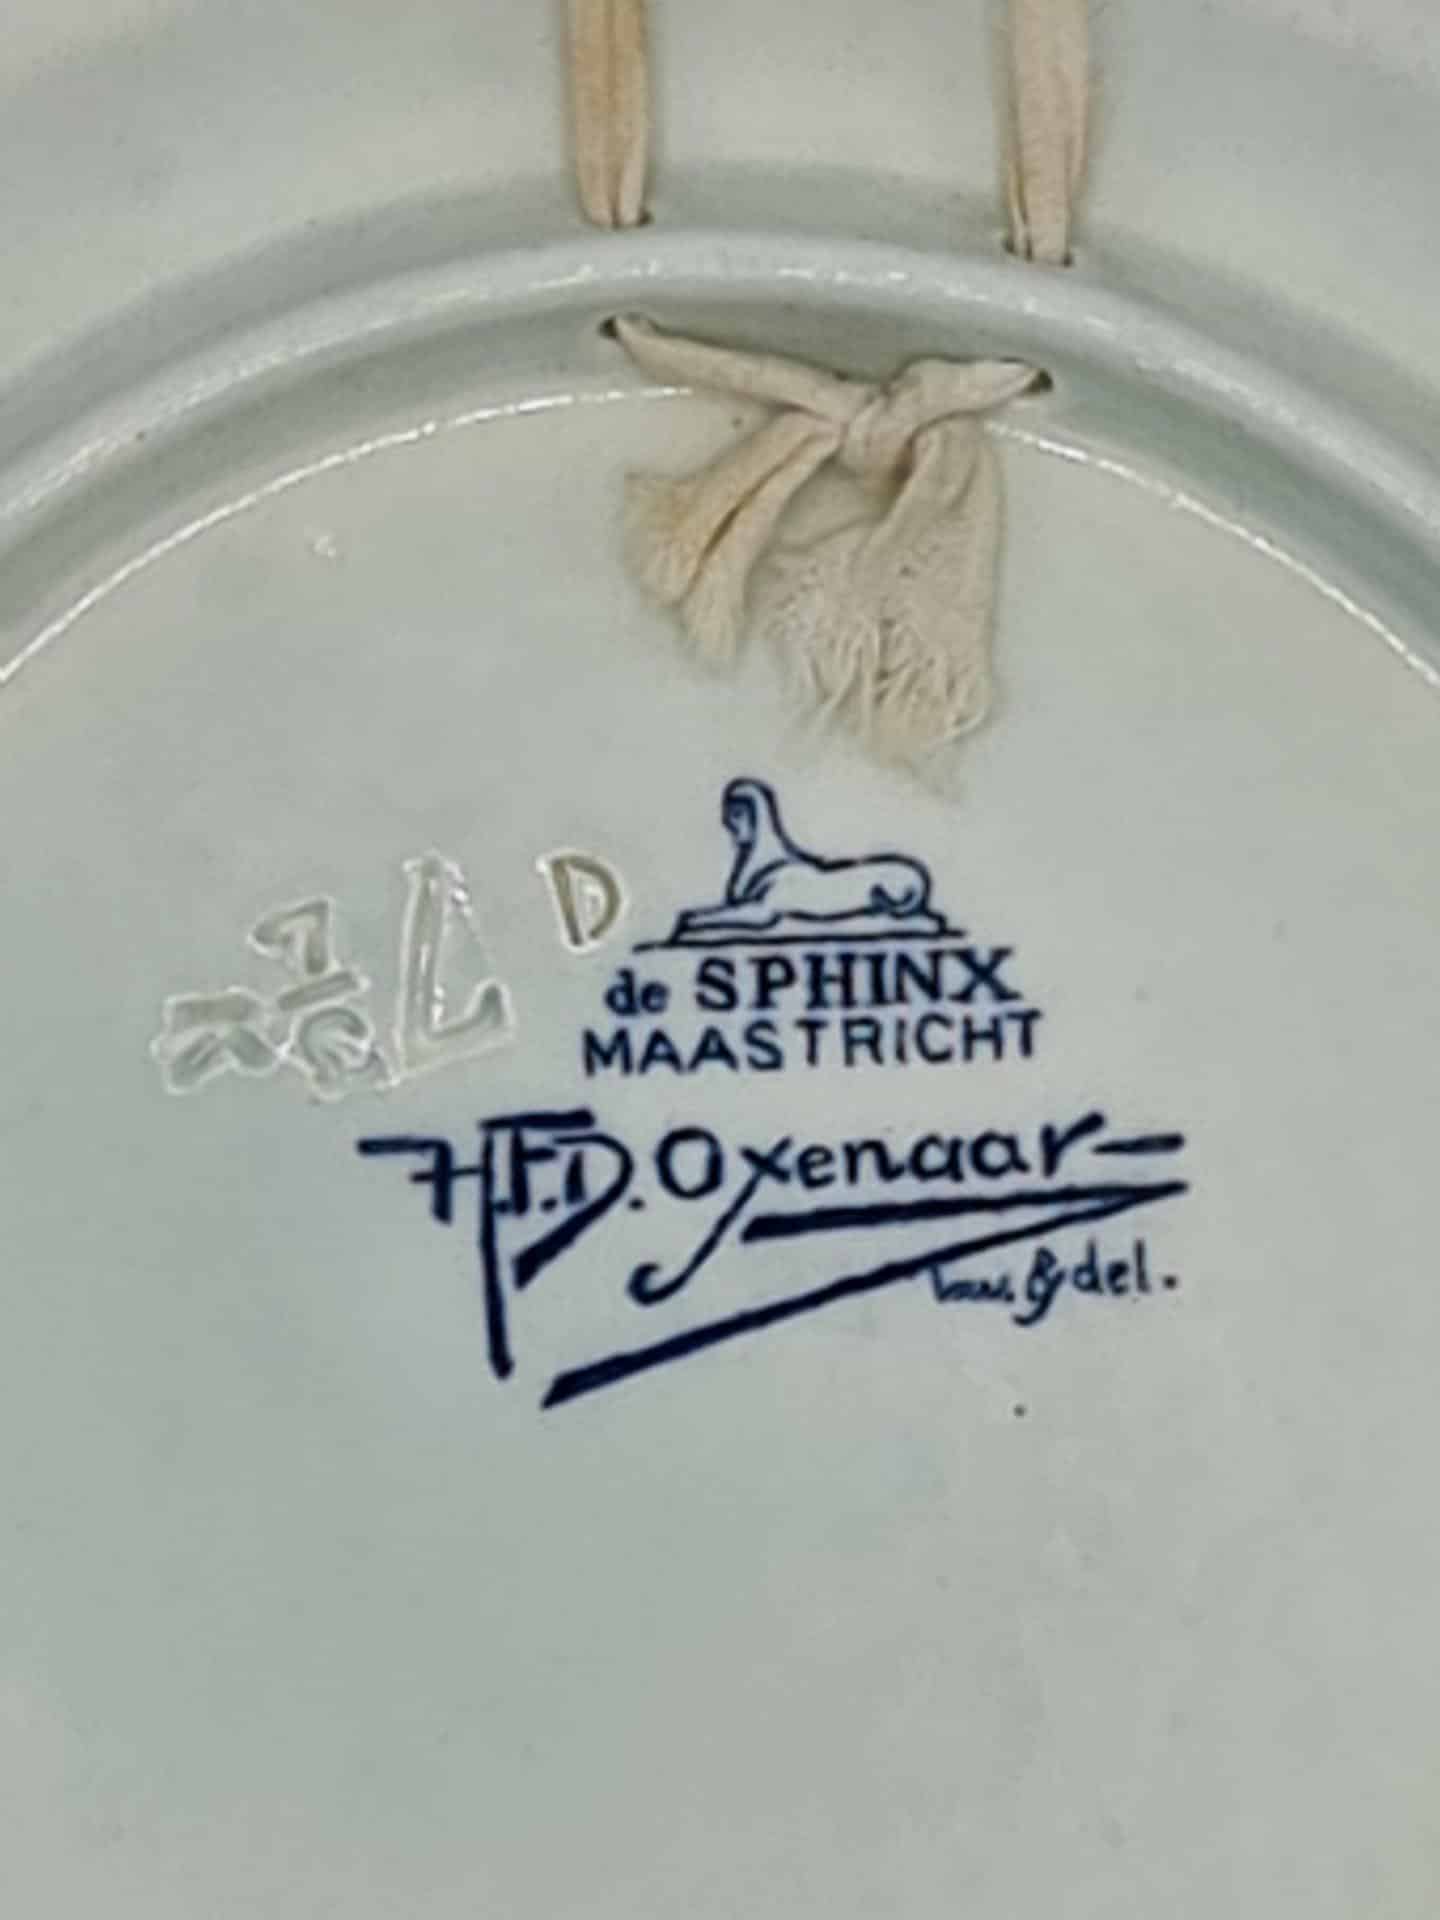 D
de SPHINX
MAASTRICHT
H.F.D. Oxenaar
del.